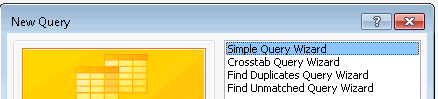 New Query
?
Simple Query Wizard
Crosstab Query Wizard
Find Duplicates Query Wizard
Find Unmatched Query Wizard